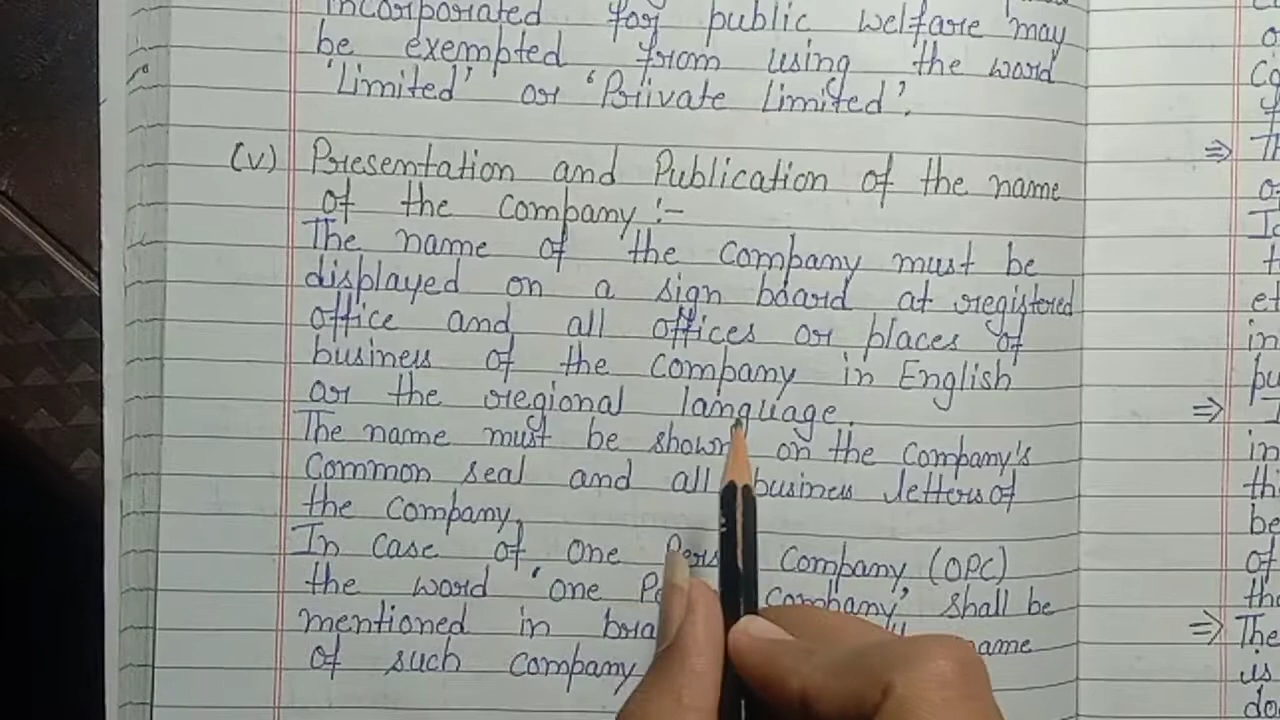 incorporated for public welfare may
be exempted from using the word
'Limited' or 'Private Limited'.
(v) Presentation and Publication of the name
of the company :-
The name of the company must be
displayed on a sign board at registered
office and all offices or places of
business of the company in English
or the regional language.
The name must be shown on the company's
common seal and all business letters of
the company.
In case of One Company (OPC)
the word 'one Company' shall be
mentioned in name
of such company
⇒ Th
⇒
⇒ The